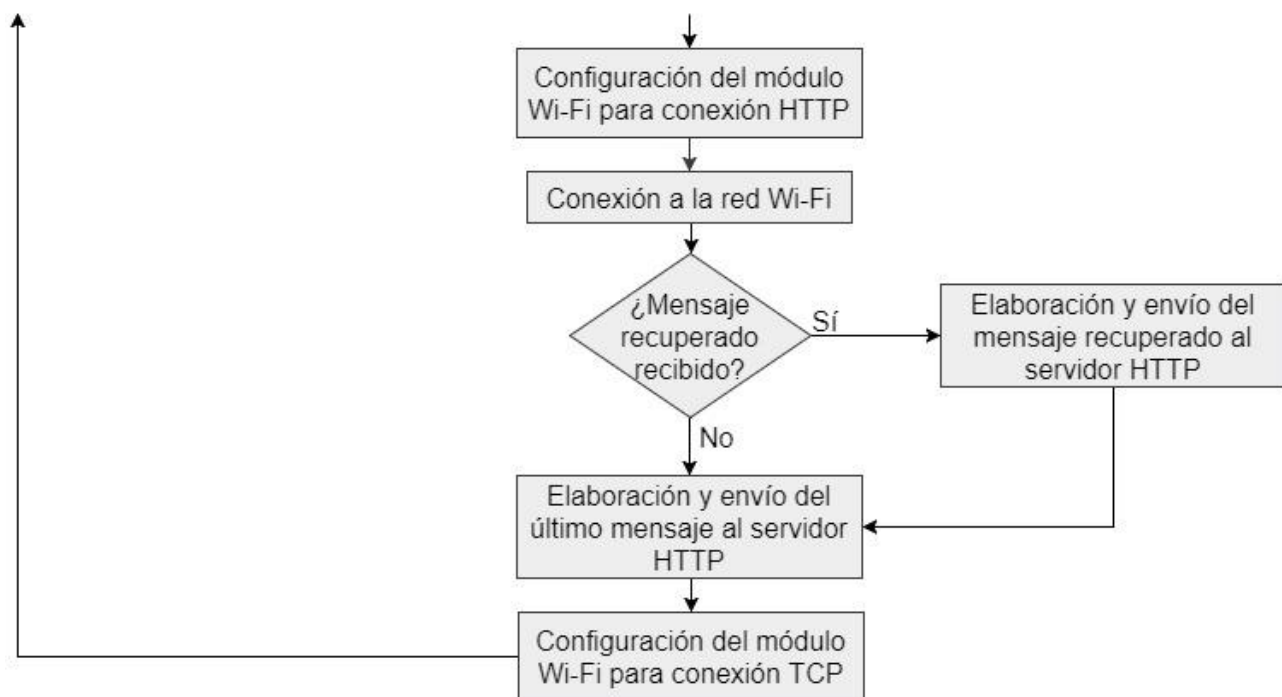 Configuración del módulo
Wi-Fi para conexión HTTP
Conexión a la red Wi-Fi
¿Mensaje
recuperado
recibido?
Sí
Elaboración y envío del
mensaje recuperado al
servidor HTTP
No
Elaboración y envío del
último mensaje al servidor
HTTP
Configuración del módulo
Wi-Fi para conexión TCP